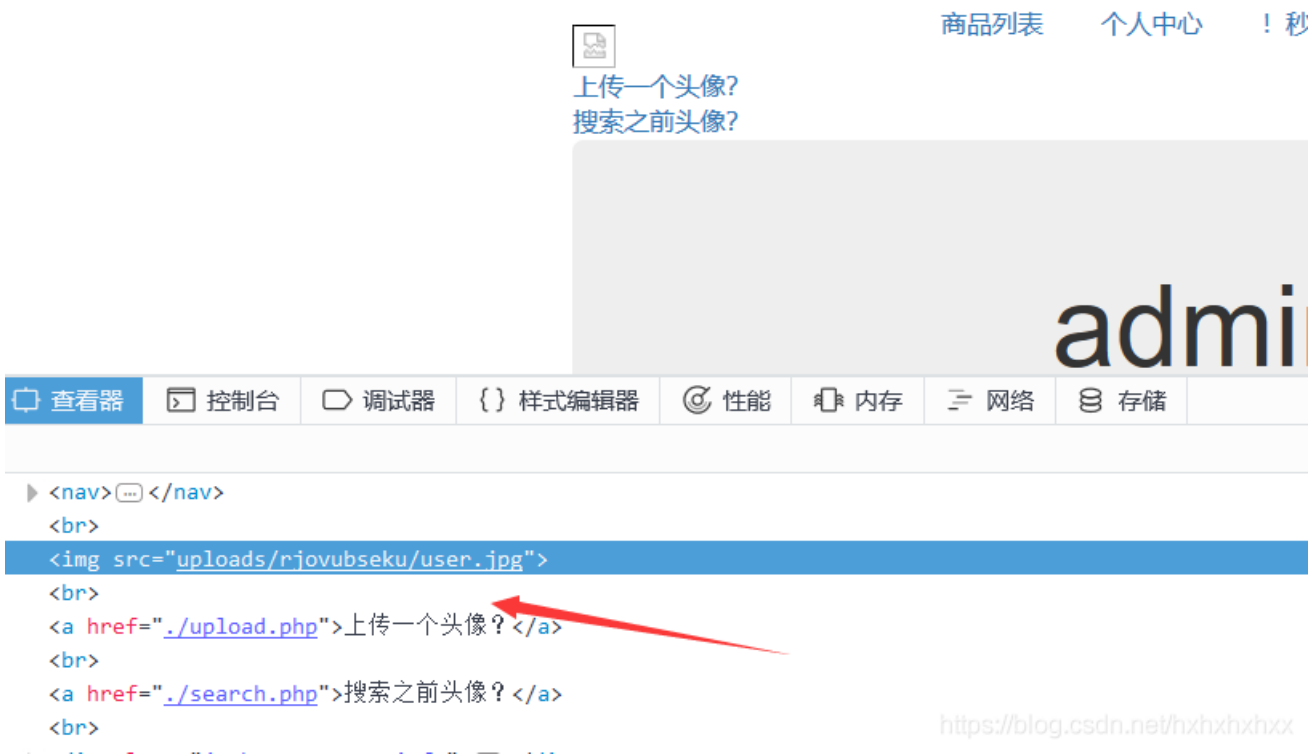 商品列表 个人中心 ! 秒
上传一个头像?
搜索之前头像?
admi
查看器 控制台 调试器 { } 样式编辑器 性能 内存 网络 存储
<nav>…</nav>
<br>
<img src="uploads/rjovubseku/user.jpg">
<br>
<a href="./upload.php">上传一个头像？</a>
<br>
<a href="./search.php">搜索之前头像？</a>
<br>
https://blog.csdn.net/hxhxhxhxx